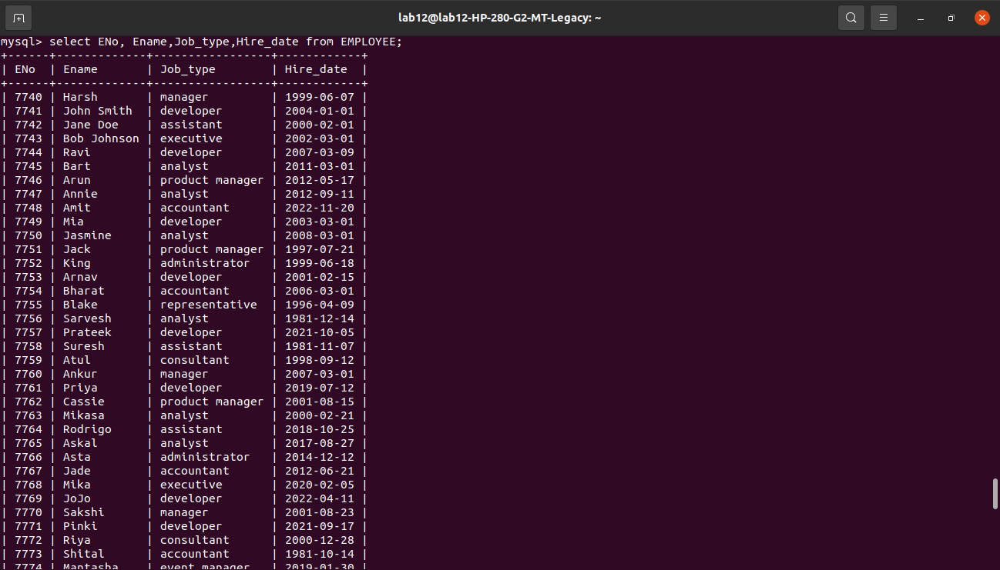 lab12@lab12-HP-280-G2-MT-Legacy: ~
mysql> select ENo, Ename,Job_type,Hire_date from EMPLOYEE;
+------+-------------+-----------------+------------+
| ENo  | Ename       | Job_type        | Hire_date  |
+------+-------------+-----------------+------------+
| 7740 | Harsh       | manager         | 1999-06-07 |
| 7741 | John Smith  | developer       | 2004-01-01 |
| 7742 | Jane Doe    | assistant       | 2000-02-01 |
| 7743 | Bob Johnson | executive       | 2002-03-01 |
| 7744 | Ravi        | developer       | 2007-03-09 |
| 7745 | Bart        | analyst         | 2011-03-01 |
| 7746 | Arun        | product manager | 2012-05-17 |
| 7747 | Annie       | analyst         | 2012-09-11 |
| 7748 | Amit        | accountant      | 2022-11-20 |
| 7749 | Mia         | developer       | 2003-03-01 |
| 7750 | Jasmine     | analyst         | 2008-03-01 |
| 7751 | Jack        | product manager | 1997-07-21 |
| 7752 | King        | administrator   | 1999-06-18 |
| 7753 | Arnav       | developer       | 2001-02-15 |
| 7754 | Bharat      | accountant      | 2006-03-01 |
| 7755 | Blake       | representative  | 1996-04-09 |
| 7756 | Sarvesh     | analyst         | 1981-12-14 |
| 7757 | Prateek     | developer       | 2021-10-05 |
| 7758 | Suresh      | assistant       | 1981-11-07 |
| 7759 | Atul        | consultant      | 1998-09-12 |
| 7760 | Ankur       | manager         | 2007-03-01 |
| 7761 | Priya       | developer       | 2019-07-12 |
| 7762 | Cassie      | product manager | 2001-08-15 |
| 7763 | Mikasa      | analyst         | 2000-02-21 |
| 7764 | Rodrigo     | assistant       | 2018-10-25 |
| 7765 | Askal       | analyst         | 2017-08-27 |
| 7766 | Asta        | administrator   | 2014-12-12 |
| 7767 | Jade        | accountant      | 2012-06-21 |
| 7768 | Mika        | executive       | 2020-02-05 |
| 7769 | JoJo        | developer       | 2022-04-11 |
| 7770 | Sakshi      | manager         | 2001-08-23 |
| 7771 | Pinki       | developer       | 2021-09-17 |
| 7772 | Riya        | consultant      | 2000-12-28 |
| 7773 | Shital      | accountant      | 1981-10-14 |
| 7774 | Mantasha    | event manager   | 2019-01-30 |